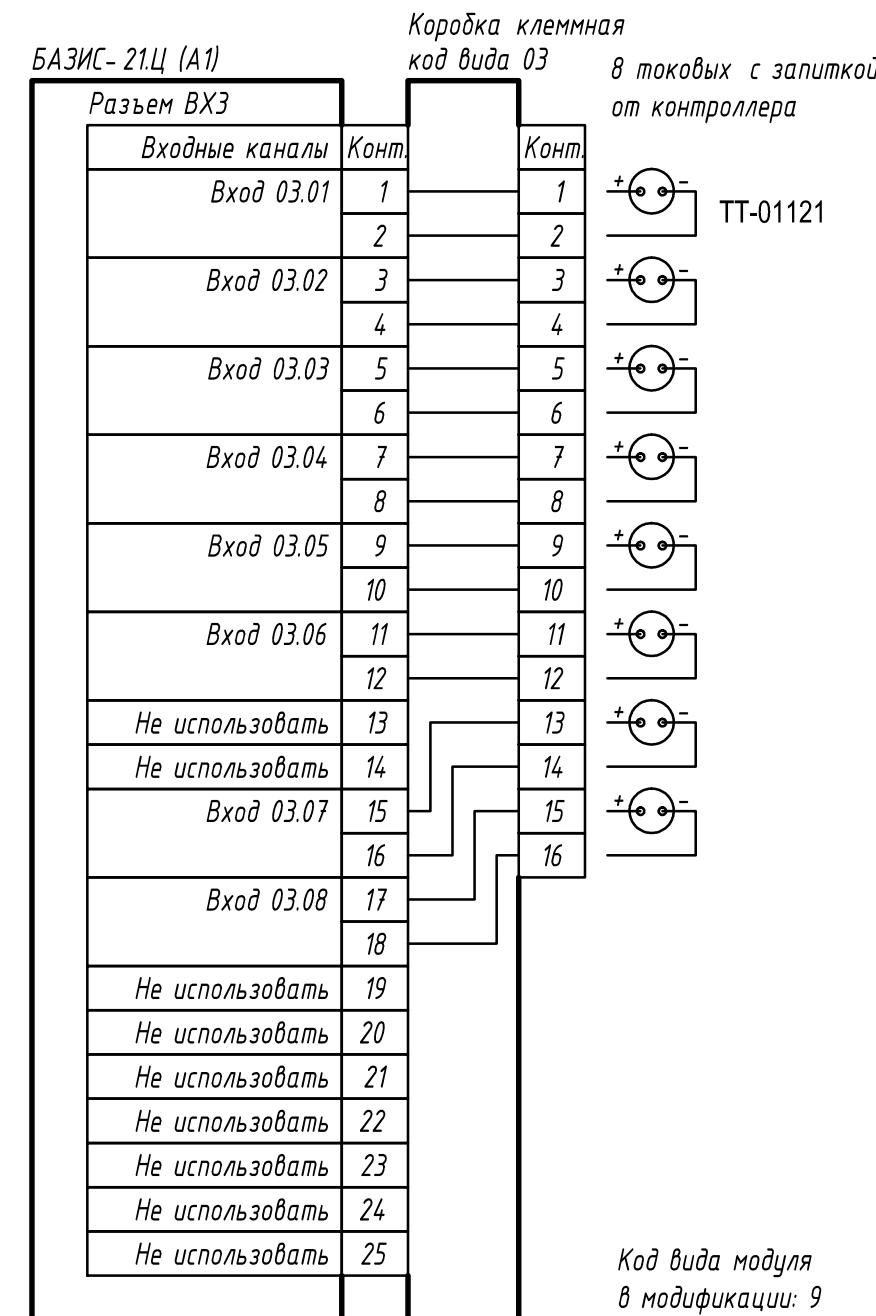 Коробка клеммная
БАЗИС- 21.Ц (А1)
код вида 03
8 токовых с запиткой
от контроллера
Разъем ВХ3
Входные каналы Конт. Конт.
Вход 03.01 1 1 + -
ТТ-01121
2 2
Вход 03.02 3 3 + -
4 4
Вход 03.03 5 5 + -
6 6
Вход 03.04 7 7 + -
8 8
Вход 03.05 9 9 + -
10 10
Вход 03.06 11 11 + -
12 12
Не использовать 13 13 + -
Не использовать 14 14
Вход 03.07 15 15 + -
16 16
Вход 03.08 17
18
Не использовать 19
Не использовать 20
Не использовать 21
Не использовать 22
Не использовать 23
Не использовать 24
Не использовать 25
Код вида модуля
в модификации: 9